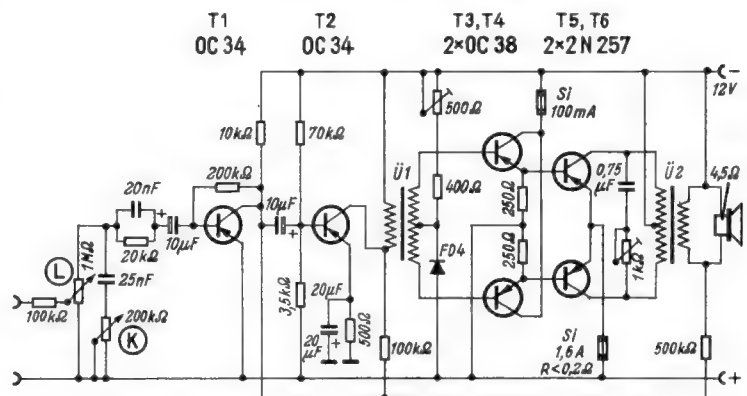 T1
OC 34
T2
OC 34
T3, T4
2×OC 38
T5, T6
2×2 N 257
Si
100mA
−
12V
500Ω
10kΩ
70kΩ
200kΩ
20nF
+
10µF
20kΩ
L
1MΩ
25nF
100kΩ
200kΩ
K
10µF
+
3,5kΩ
20µF
20
µF
+
500Ω
Ü1
100kΩ
400Ω
FD4
250Ω
250Ω
0,75
µF
1kΩ
Ü2
4,5Ω
Si
1,6 A
R<0,2Ω
500kΩ
+